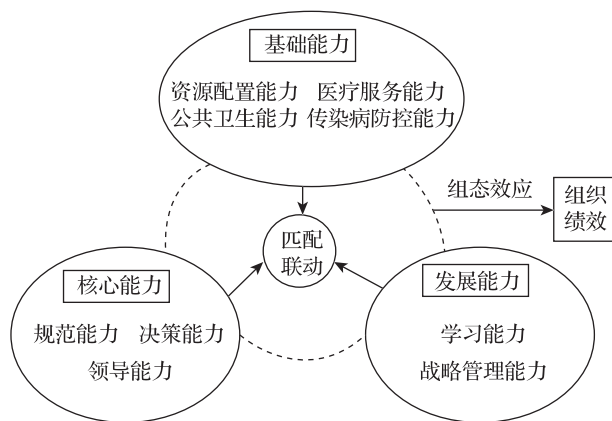 基础能力
资源配置能力 医疗服务能力
公共卫生能力 传染病防控能力
组态效应
组织
绩效
匹配
联动
核心能力
规范能力 决策能力
领导能力
发展能力
学习能力
战略管理能力